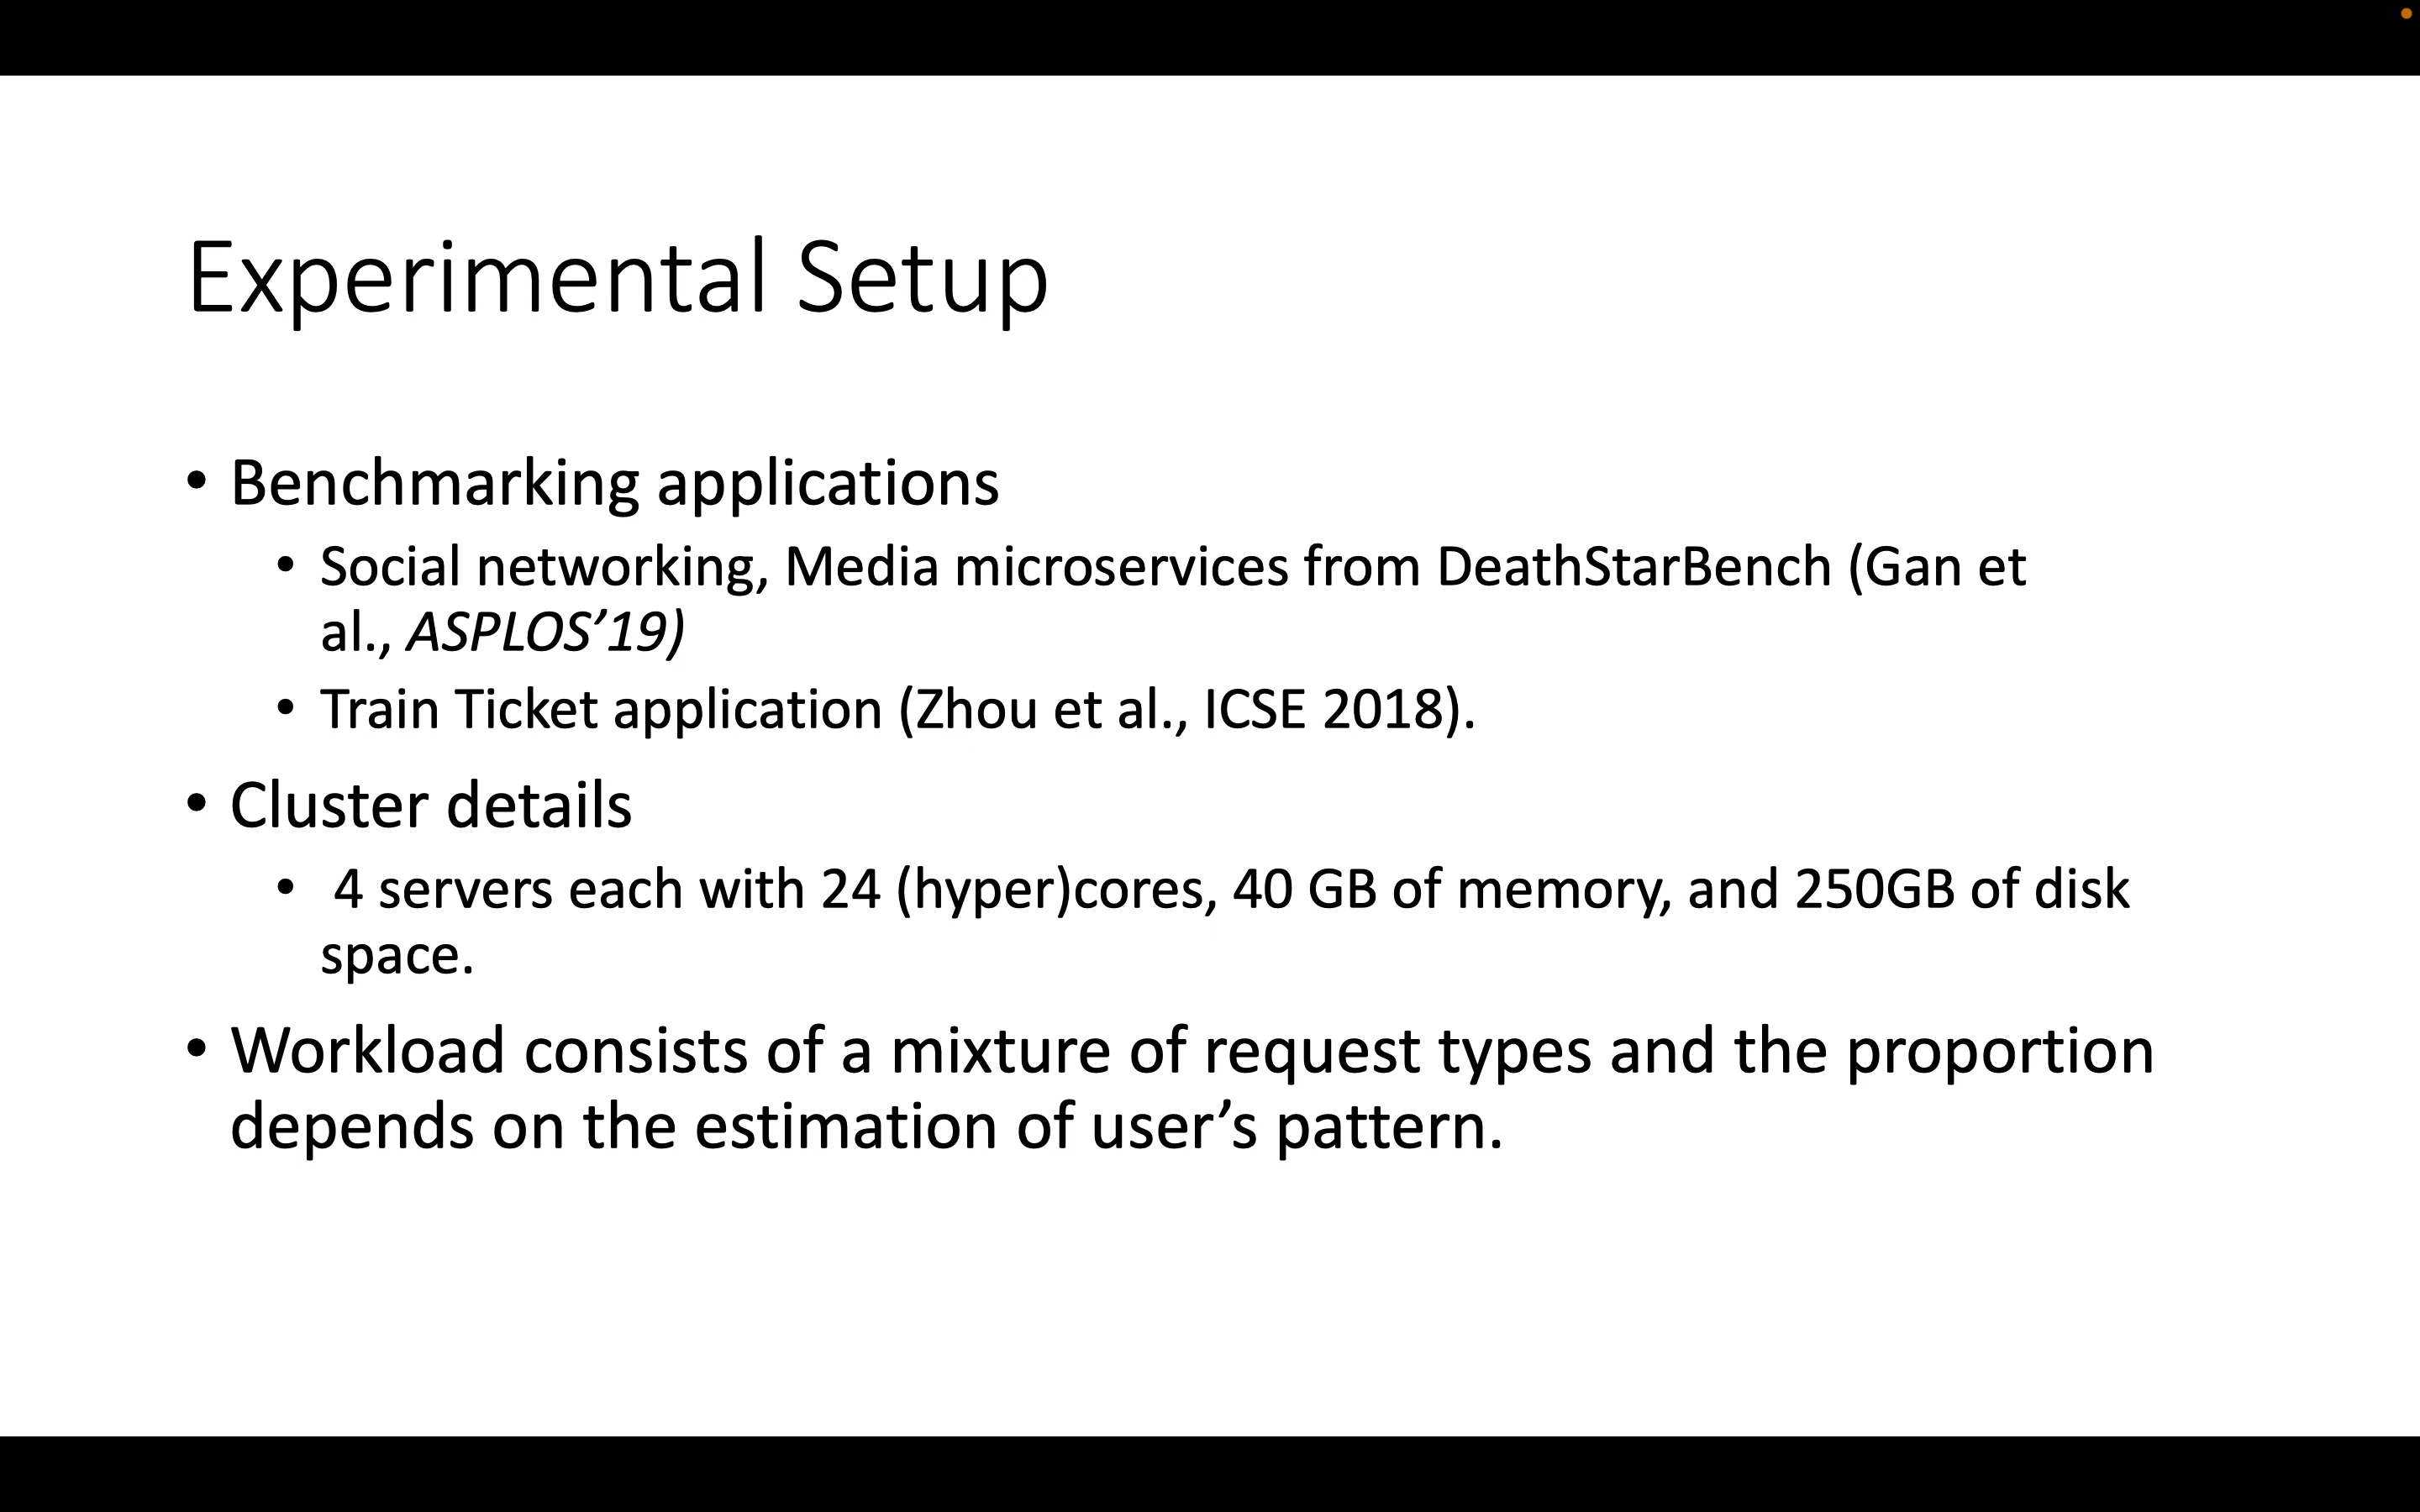 Experimental Setup
• Benchmarking applications
• Social networking, Media microservices from DeathStarBench (Gan et
al., ASPLOS’19)
• Train Ticket application (Zhou et al., ICSE 2018).
• Cluster details
• 4 servers each with 24 (hyper)cores, 40 GB of memory, and 250GB of disk
space.
• Workload consists of a mixture of request types and the proportion
depends on the estimation of user’s pattern.